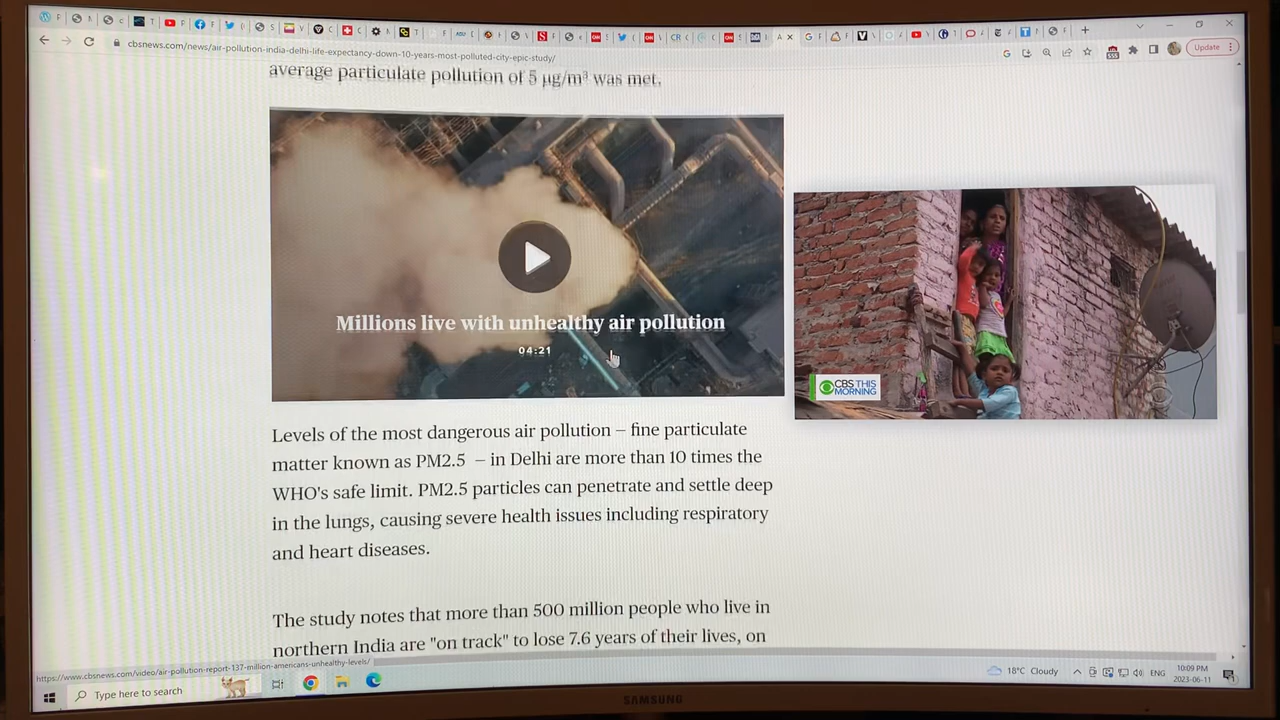 cbsnews.com/news/air-pollution-india-delhi-life-expectancy-down-10-years-most-polluted-city-epic-study/
Update
average particulate pollution of 5 µg/m³ was met.
Millions live with unhealthy air pollution
04:21
CBS THIS
MORNING
Levels of the most dangerous air pollution — fine particulate
matter known as PM2.5 — in Delhi are more than 10 times the
WHO's safe limit. PM2.5 particles can penetrate and settle deep
in the lungs, causing severe health issues including respiratory
and heart diseases.
The study notes that more than 500 million people who live in
northern India are "on track" to lose 7.6 years of their lives, on
https://www.cbsnews.com/video/air-pollution-report-137-million-americans-unhealthy-levels/
Type here to search
18°C Cloudy
ENG
10:09 PM
2023-06-11
SAMSUNG